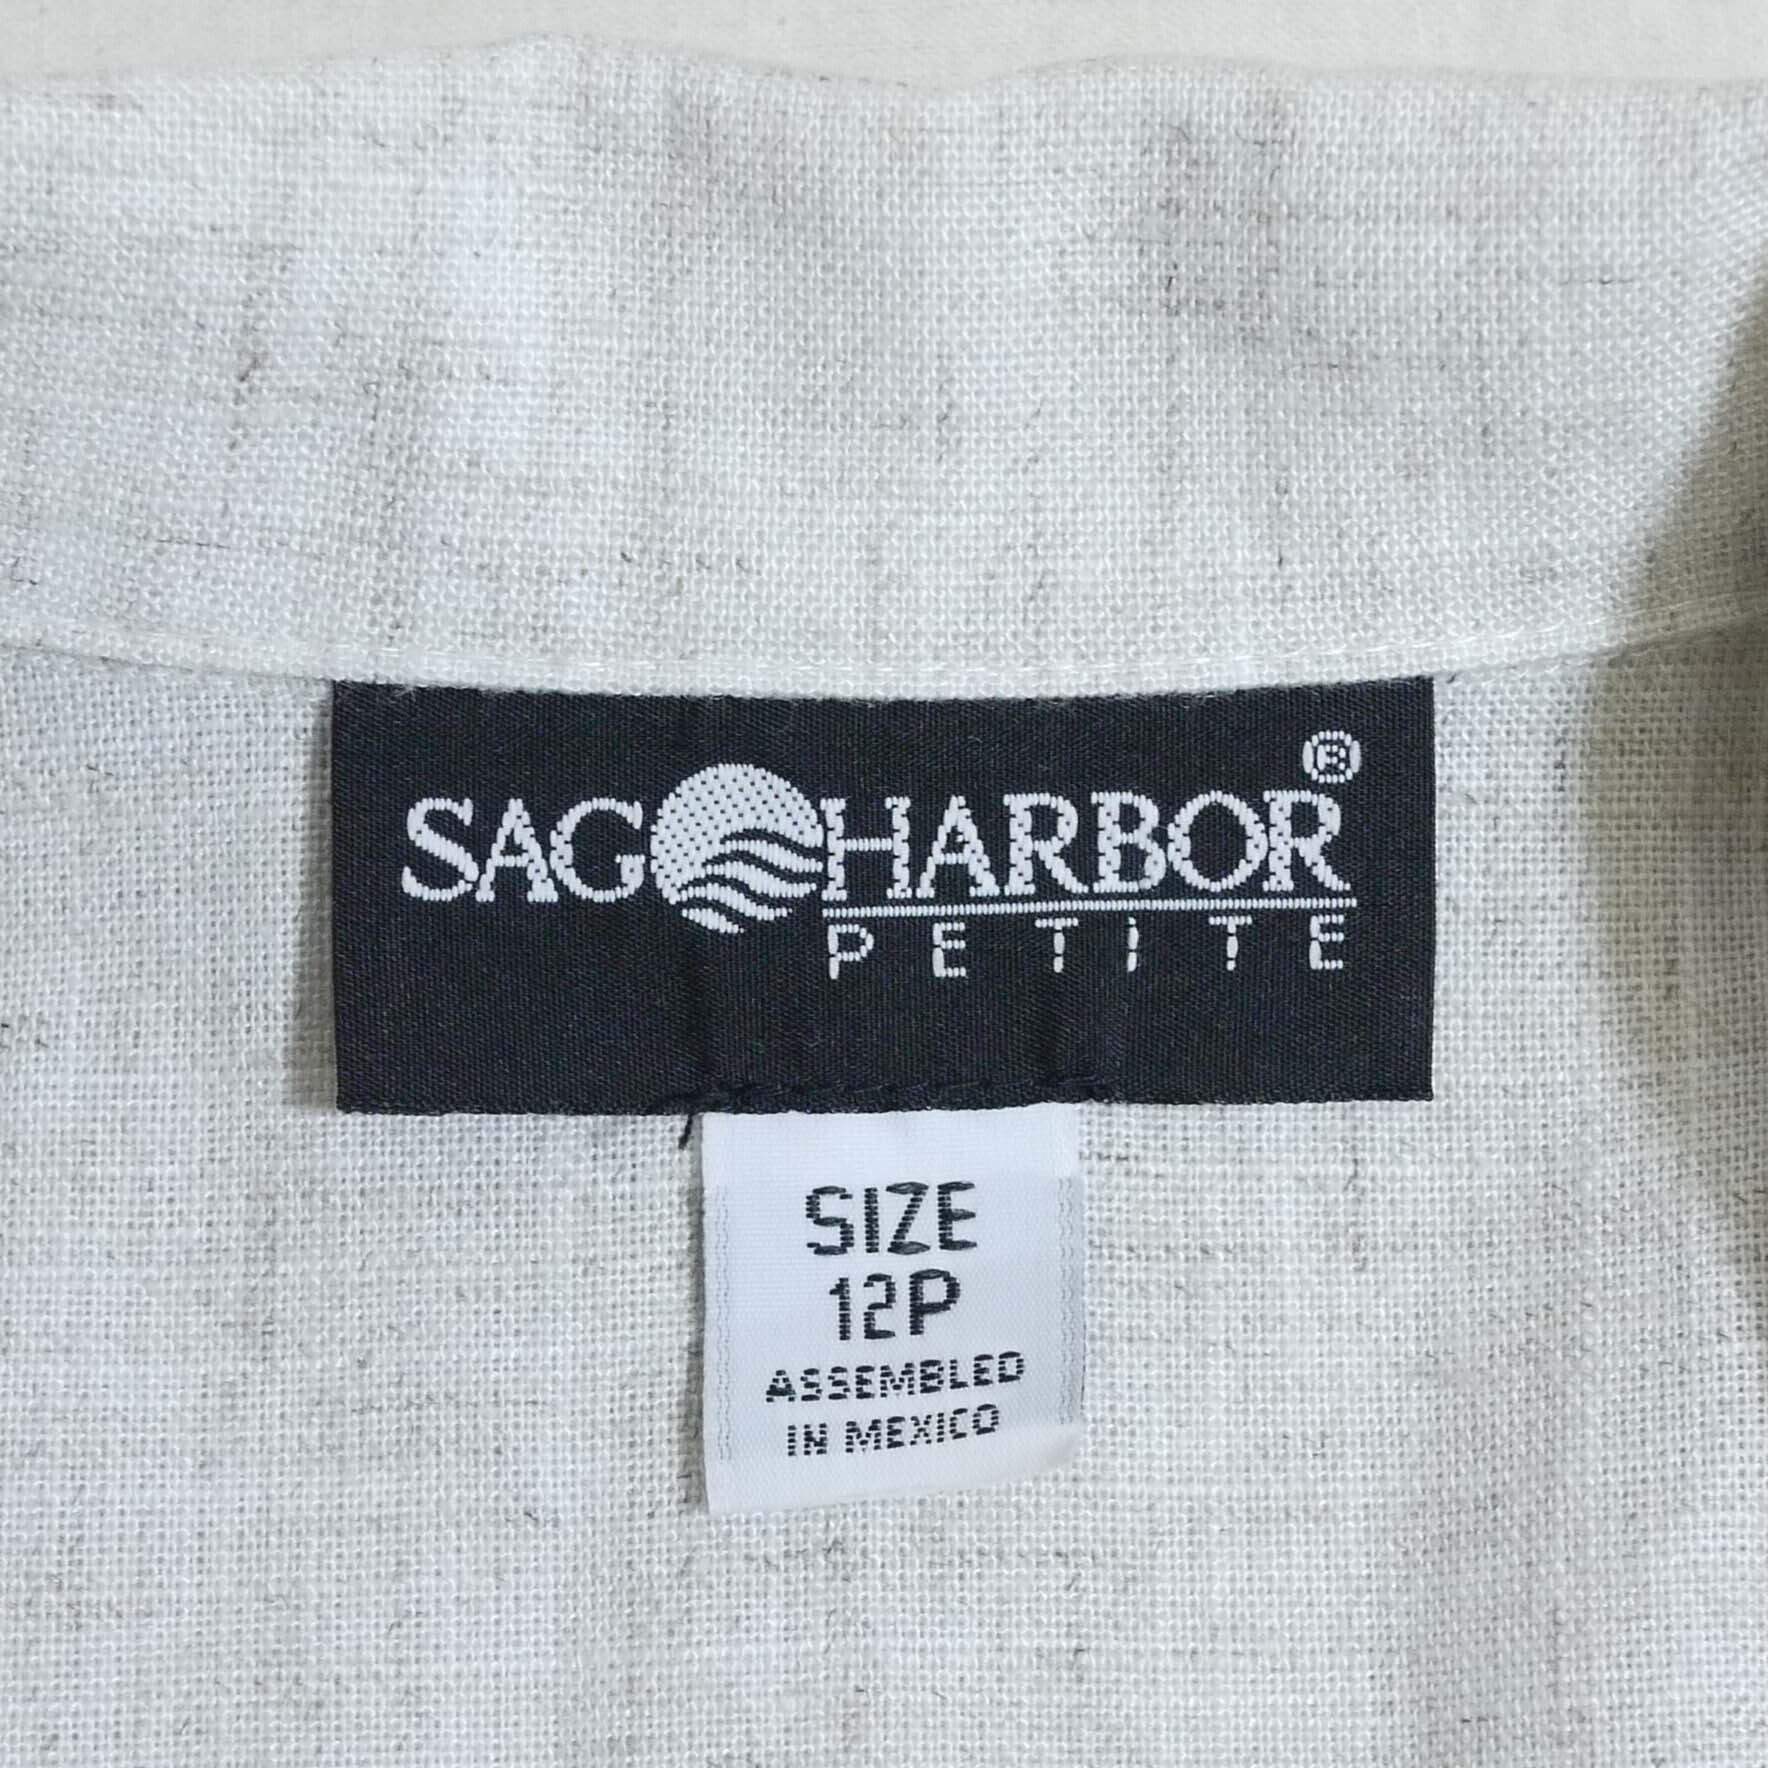 SAG HARBOR®
PETITE
SIZE
12P
ASSEMBLED
IN MEXICO